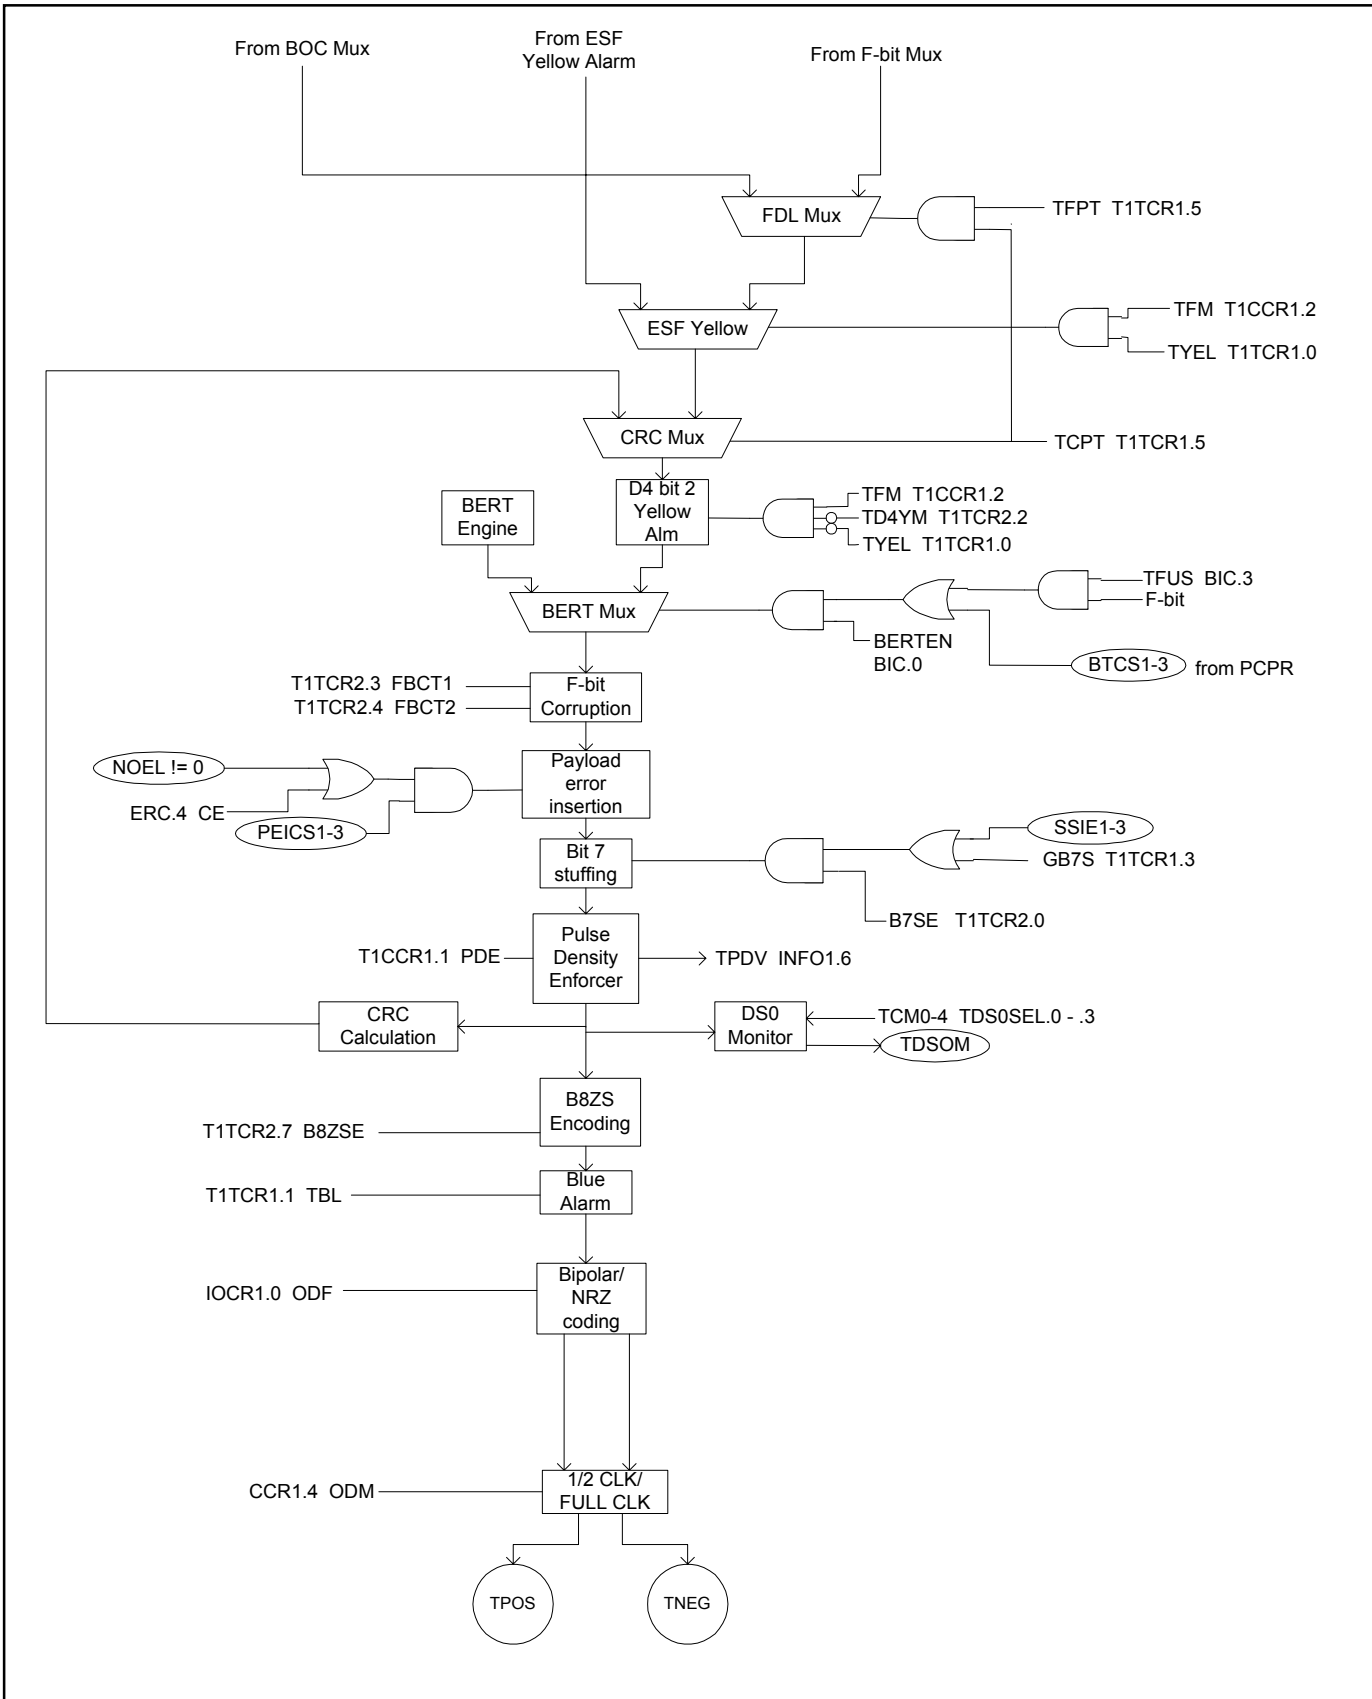 From BOC Mux
From ESF
Yellow Alarm
From F-bit Mux
FDL Mux
TFPT T1TCR1.5
ESF Yellow
TFM T1CCR1.2
TYEL T1TCR1.0
CRC Mux
TCPT T1TCR1.5
BERT
Engine
D4 bit 2
Yellow
Alm
TFM T1CCR1.2
TD4YM T1TCR2.2
TYEL T1TCR1.0
BERT Mux
TFUS BIC.3
F-bit
BERTEN
BIC.0
BTCS1-3 from PCPR
T1TCR2.3 FBCT1
T1TCR2.4 FBCT2
F-bit
Corruption
NOEL != 0
ERC.4 CE
PEICS1-3
Payload
error
insertion
Bit 7
stuffing
SSIE1-3
GB7S T1TCR1.3
B7SE T1TCR2.0
T1CCR1.1 PDE
Pulse
Density
Enforcer
TPDV INFO1.6
CRC
Calculation
DS0
Monitor
TCM0-4 TDS0SEL.0 - .3
TDSOM
T1TCR2.7 B8ZSE
B8ZS
Encoding
T1TCR1.1 TBL
Blue
Alarm
IOCR1.0 ODF
Bipolar/
NRZ
coding
CCR1.4 ODM
1/2 CLK/
FULL CLK
TPOS
TNEG